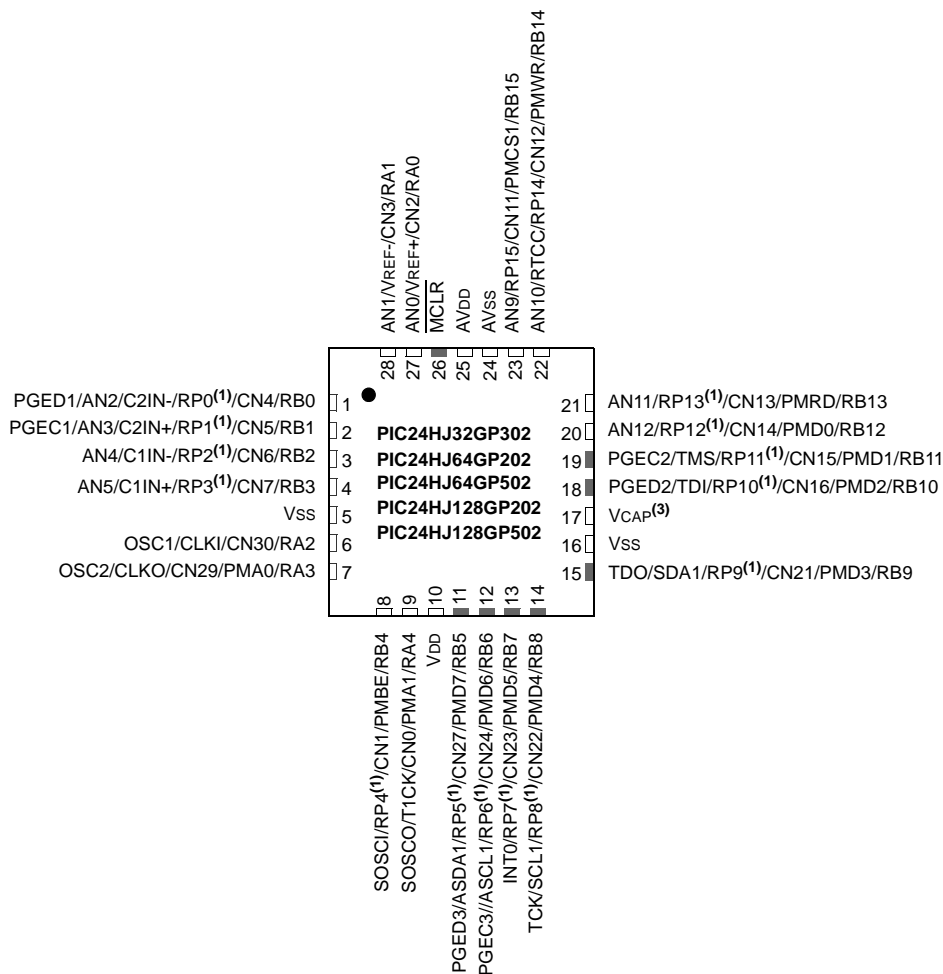 AN1/VREF-/CN3/RA1
AN0/VREF+/CN2/RA0
MCLR
AVDD
AVSS
AN9/RP15/CN11/PMCS1/RB15
AN10/RTCC/RP14/CN12/PMWR/RB14
28 27 26 25 24 23 22
PGED1/AN2/C2IN-/RP0(1)/CN4/RB0 1
PGEC1/AN3/C2IN+/RP1(1)/CN5/RB1 2
AN4/C1IN-/RP2(1)/CN6/RB2 3
AN5/C1IN+/RP3(1)/CN7/RB3 4
VSS 5
OSC1/CLKI/CN30/RA2 6
OSC2/CLKO/CN29/PMA0/RA3 7
PIC24HJ32GP302
PIC24HJ64GP202
PIC24HJ64GP502
PIC24HJ128GP202
PIC24HJ128GP502
21 AN11/RP13(1)/CN13/PMRD/RB13
20 AN12/RP12(1)/CN14/PMD0/RB12
19 PGEC2/TMS/RP11(1)/CN15/PMD1/RB11
18 PGED2/TDI/RP10(1)/CN16/PMD2/RB10
17 VCAP(3)
16 VSS
15 TDO/SDA1/RP9(1)/CN21/PMD3/RB9
8 9 10 11 12 13 14
SOSCI/RP4(1)/CN1/PMBE/RB4
SOSCO/T1CK/CN0/PMA1/RA4
VDD
PGED3/ASDA1/RP5(1)/CN27/PMD7/RB5
PGEC3//ASCL1/RP6(1)/CN24/PMD6/RB6
INT0/RP7(1)/CN23/PMD5/RB7
TCK/SCL1/RP8(1)/CN22/PMD4/RB8